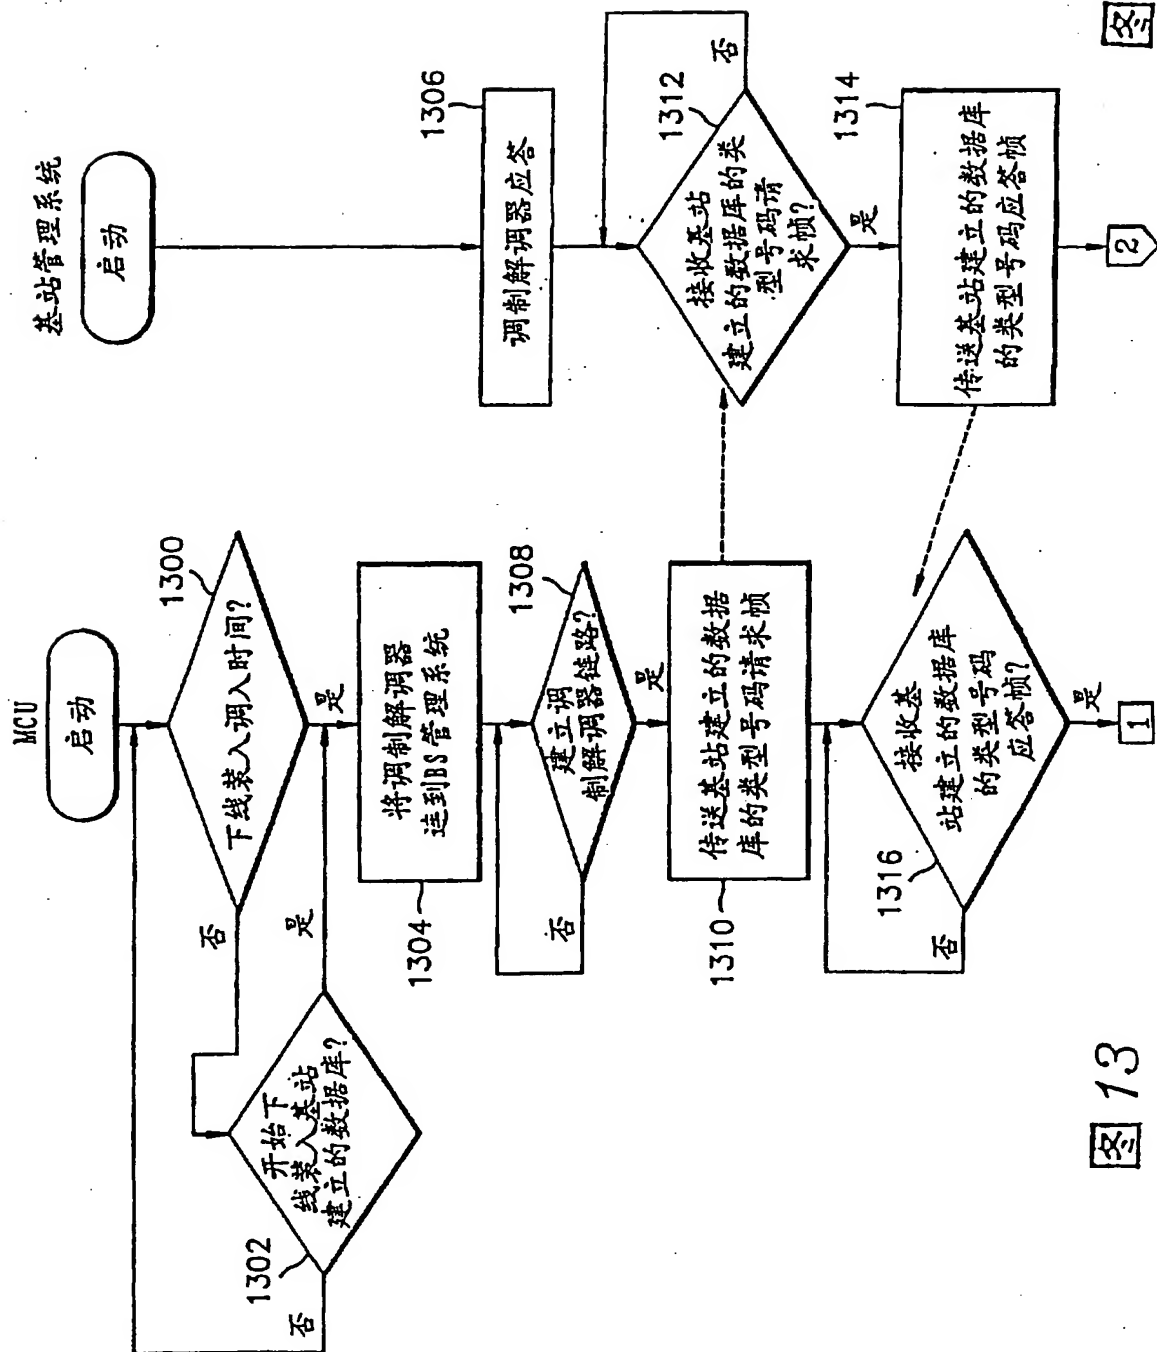 MCU
启动
1300
下线装入调入时间?
否
是
1302
开始下
线装入基站
建立的数据库?
是
否
将调制解调器
连到BS管理系统
1304
1308
建立调
制解调器链路?
否
是
传送基站建立的数据
库的类型号码请求帧
1310
接收基
站建立的数据库
的类型号码
应答帧?
1316
否
是
1
基站管理系统
启动
1306
调制解调器应答
1312
接收基站
建立的数据库的类
型号码请
求帧?
否
是
1314
传送基站建立的数据库
的类型号码应答帧
2
图 13
图